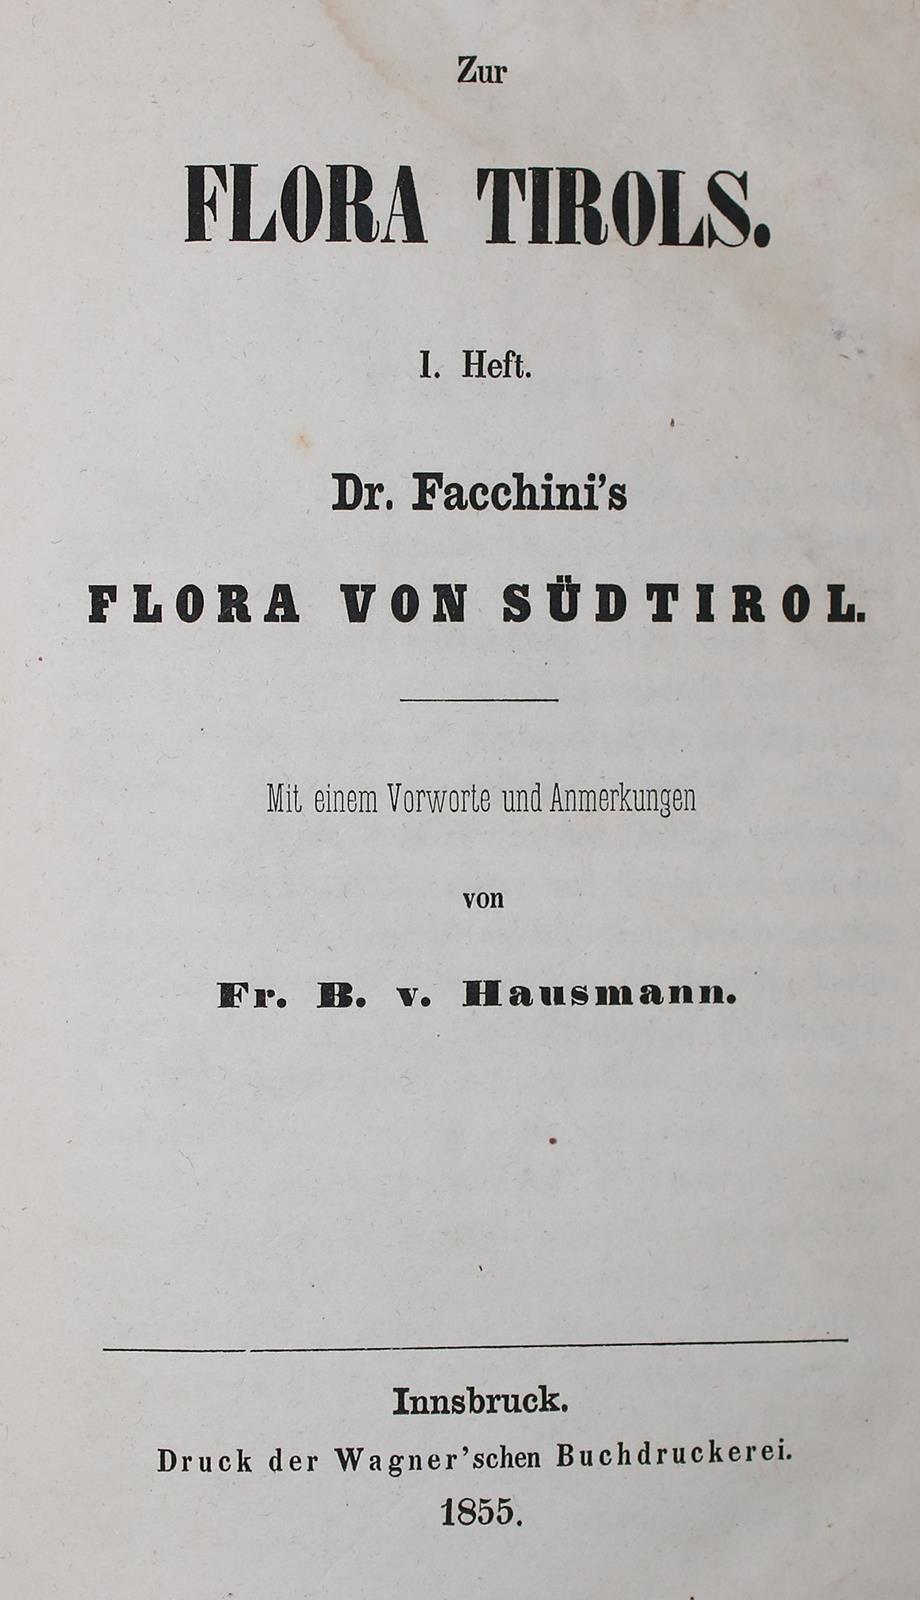 Zur
FLORA TIROLS.
I. Heft.
Dr. Facchini's
FLORA VON SÜDTIROL.
Mit einem Vorworte und Anmerkungen
von
Fr. B. v. Hausmann.
Innsbruck.
Druck der Wagner'schen Buchdruckerei.
1855.